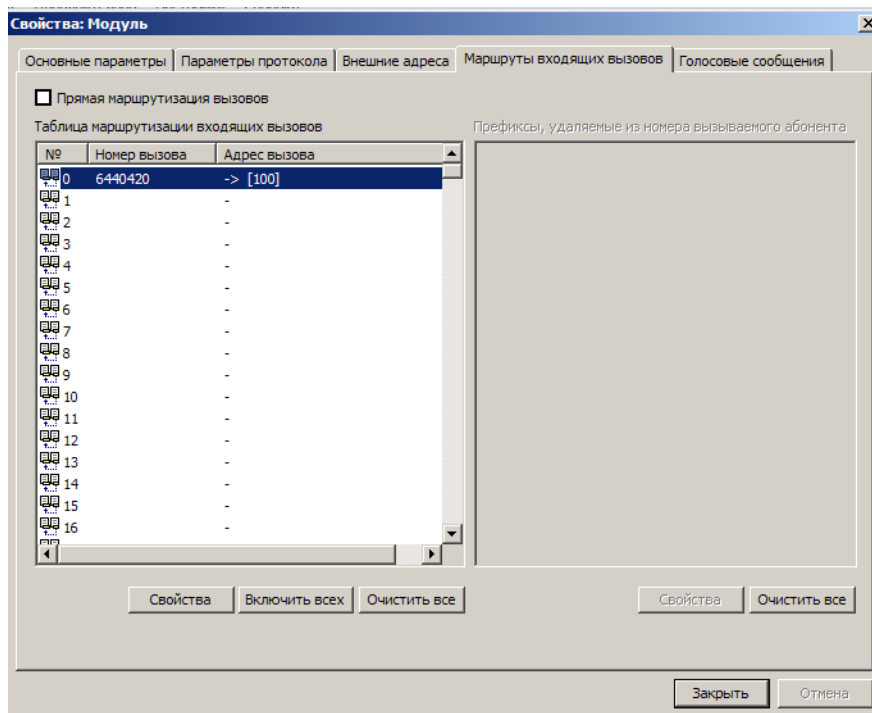 Свойства: Модуль
Основные параметры Параметры протокола Внешние адреса Маршруты входящих вызовов Голосовые сообщения
Прямая маршрутизация вызовов
Таблица маршрутизации входящих вызовов Префиксы, удаляемые из номера вызываемого абонента
№ Номер вызова Адрес вызова
0 6440420 -> [100]
1 -
2 -
3 -
4 -
5 -
6 -
7 -
8 -
9 -
10 -
11 -
12 -
13 -
14 -
15 -
16 -
Свойства Включить всех Очистить все Свойства Очистить все
Закрыть Отмена